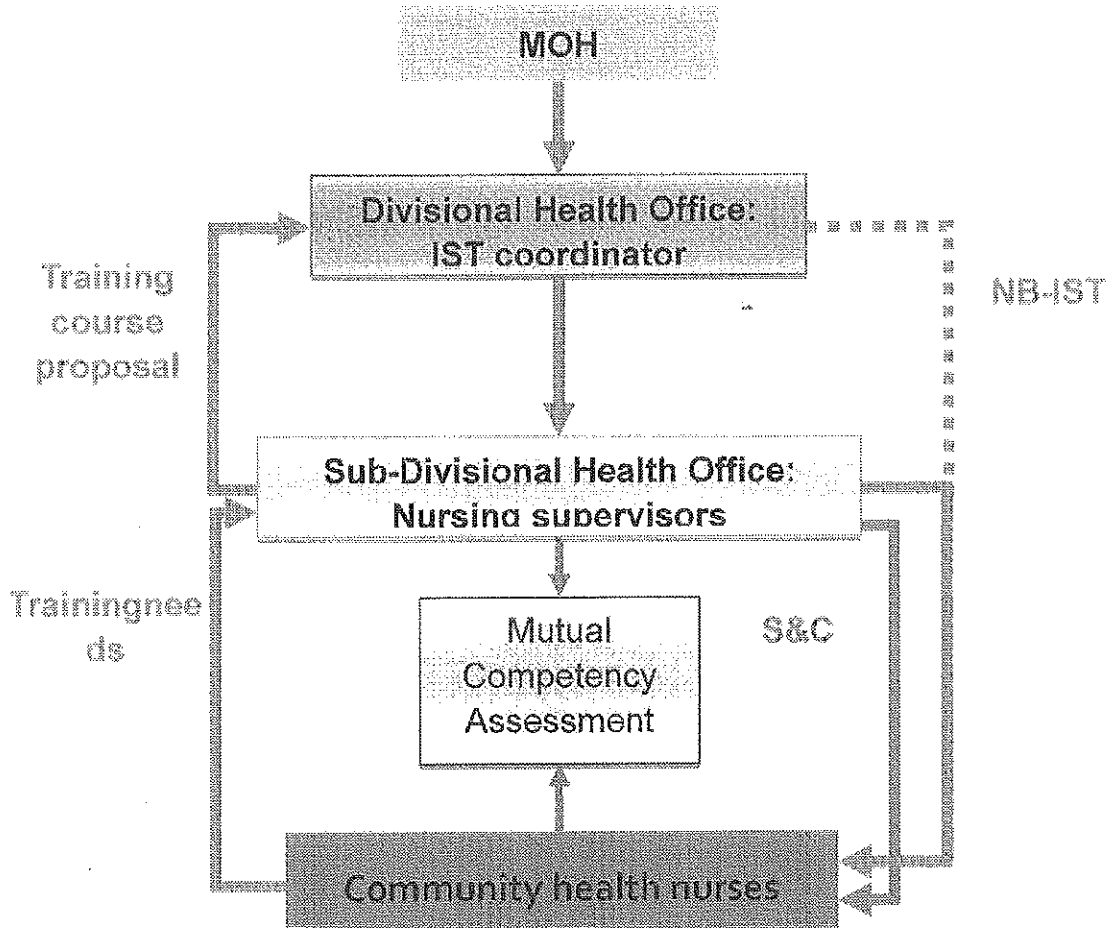 MOH
Divisional Health Office:
IST coordinator
Training
course
proposal
NB-IST
Sub-Divisional Health Office:
Nursing supervisors
Trainingnee
ds
S&C
Mutual
Competency
Assessment
Community health nurses